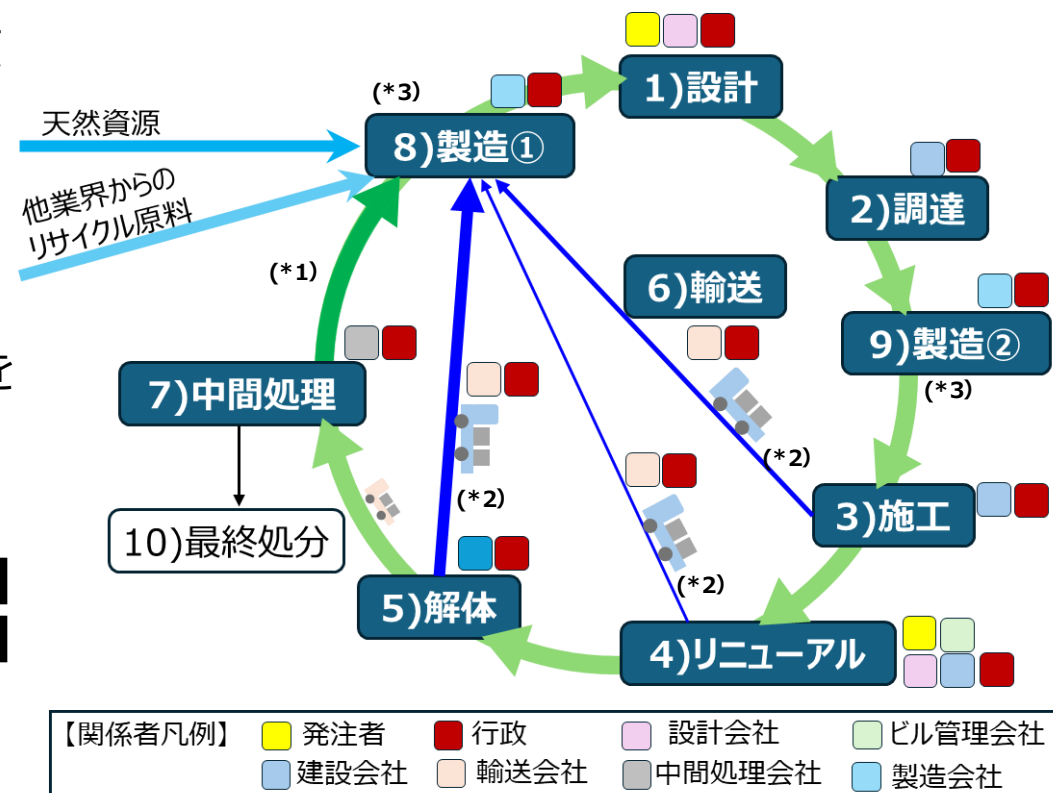 (*3)
1)設計
天然資源
8)製造①
2)調達
他業界からの
リサイクル原料
(*1)
6)輸送
9)製造②
(*3)
を
7)中間処理
(*2)
(*2)
3)施工
10)最終処分
(*2)
5)解体
4)リニューアル
【関係者凡例】 発注者 行政 設計会社 ビル管理会社
建設会社 輸送会社 中間処理会社 製造会社